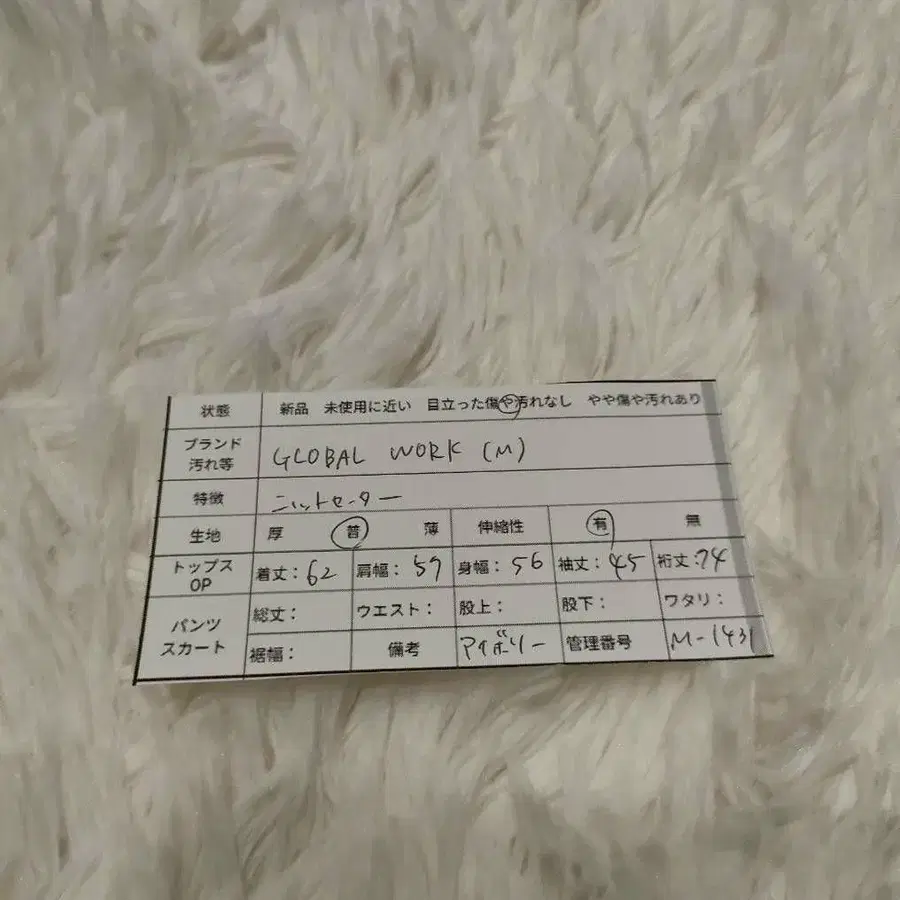 状態 新品 未使用に近い 目立った傷や汚れなし やや傷や汚れあり
ブランド 汚れ等 GLOBAL WORK (M)
特徴 ニットセーター
生地 厚 普 薄 伸縮性 有 無
トップス OP 着丈:62 肩幅:59 身幅:56 袖丈:45 裄丈:74
パンツ スカート 総丈: ウエスト: 股上: 股下: ワタリ:
裾幅: 備考 アイボリー 管理番号 M-1431